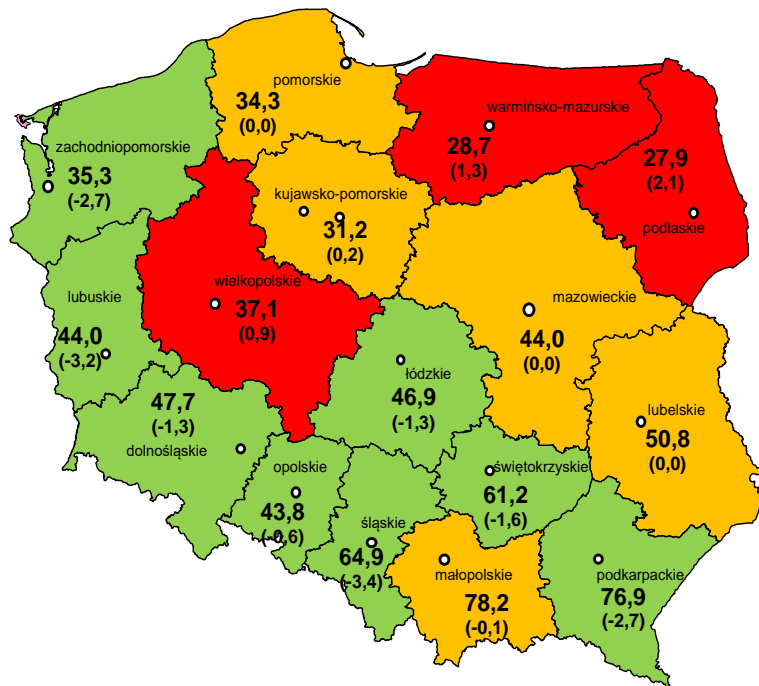 pomorskie
34,3
(0,0)
warmińsko-mazurskie
28,7
(1,3)
27,9
(2,1)
podlaskie
zachodniopomorskie
35,3
(-2,7)
kujawsko-pomorskie
31,2
(0,2)
wielkopolskie
37,1
(0,9)
mazowieckie
44,0
(0,0)
lubuskie
44,0
(-3,2)
łódzkie
46,9
(-1,3)
47,7
(-1,3)
dolnośląskie
lubelskie
50,8
(0,0)
opolskie
43,8
(-0,6)
śląskie
64,9
(-3,4)
świętokrzyskie
61,2
(-1,6)
małopolskie
78,2
(-0,1)
podkarpackie
76,9
(-2,7)